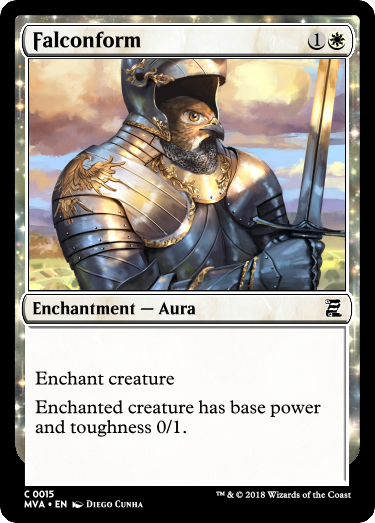 Falconform 1
Enchantment — Aura
Enchant creature
Enchanted creature has base power
and toughness 0/1.
C 0015
MVA • EN Diego Cunha
™ & © 2018 Wizards of the Coast